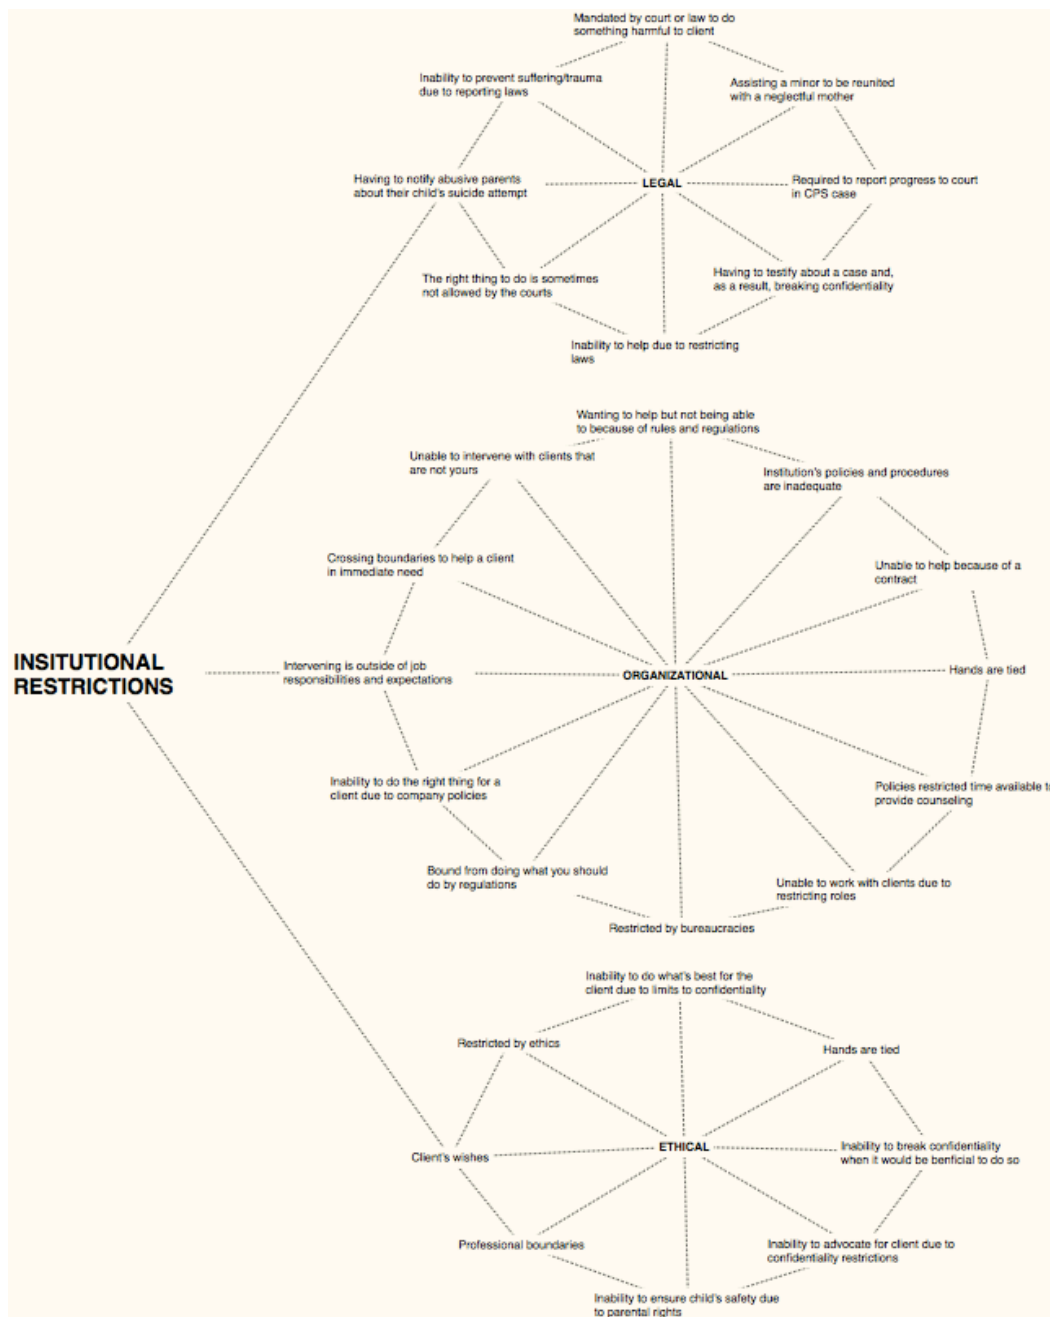 Mandated by court or law to do
something harmful to client
Inability to prevent suffering/trauma
due to reporting laws
Assisting a minor to be reunited
with a neglectful mother
Having to notify abusive parents
about their child's suicide attempt
LEGAL
Required to report progress to court
in CPS case
The right thing to do is sometimes
not allowed by the courts
Having to testify about a case and,
as a result, breaking confidentiality
Inability to help due to restricting
laws
Wanting to help but not being able
to because of rules and regulations
Unable to intervene with clients that
are not yours
Institution's policies and procedures
are inadequate
Crossing boundaries to help a client
in immediate need
Unable to help because of a
contract
INSITUTIONAL
RESTRICTIONS
Intervening is outside of job
responsibilities and expectations
ORGANIZATIONAL
Hands are tied
Inability to do the right thing for a
client due to company policies
Policies restricted time available to
provide counseling
Bound from doing what you should
do by regulations
Unable to work with clients due to
restricting roles
Restricted by bureaucracies
Inability to do what's best for the
client due to limits to confidentiality
Restricted by ethics
Hands are tied
Client's wishes
ETHICAL
Inability to break confidentiality
when it would be benficial to do so
Professional boundaries
Inability to advocate for client due to
confidentiality restrictions
Inability to ensure child's safety due
to parental rights